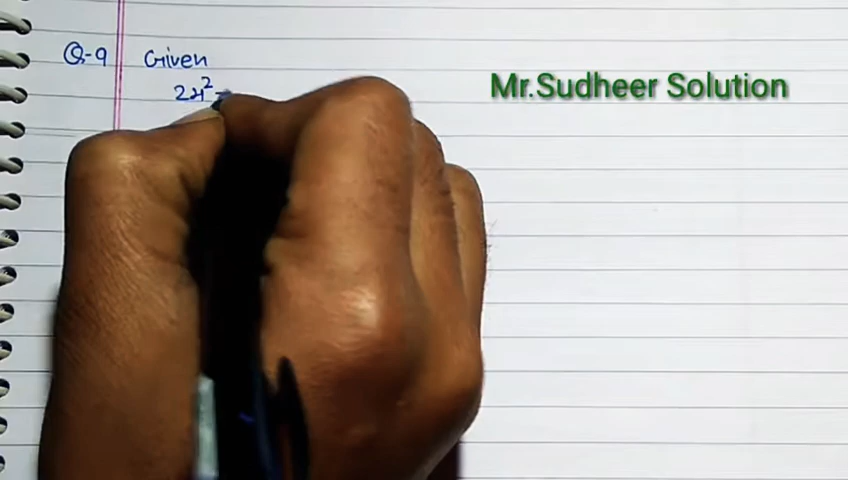 Q-9 Given
2x² -
Mr.Sudheer Solution